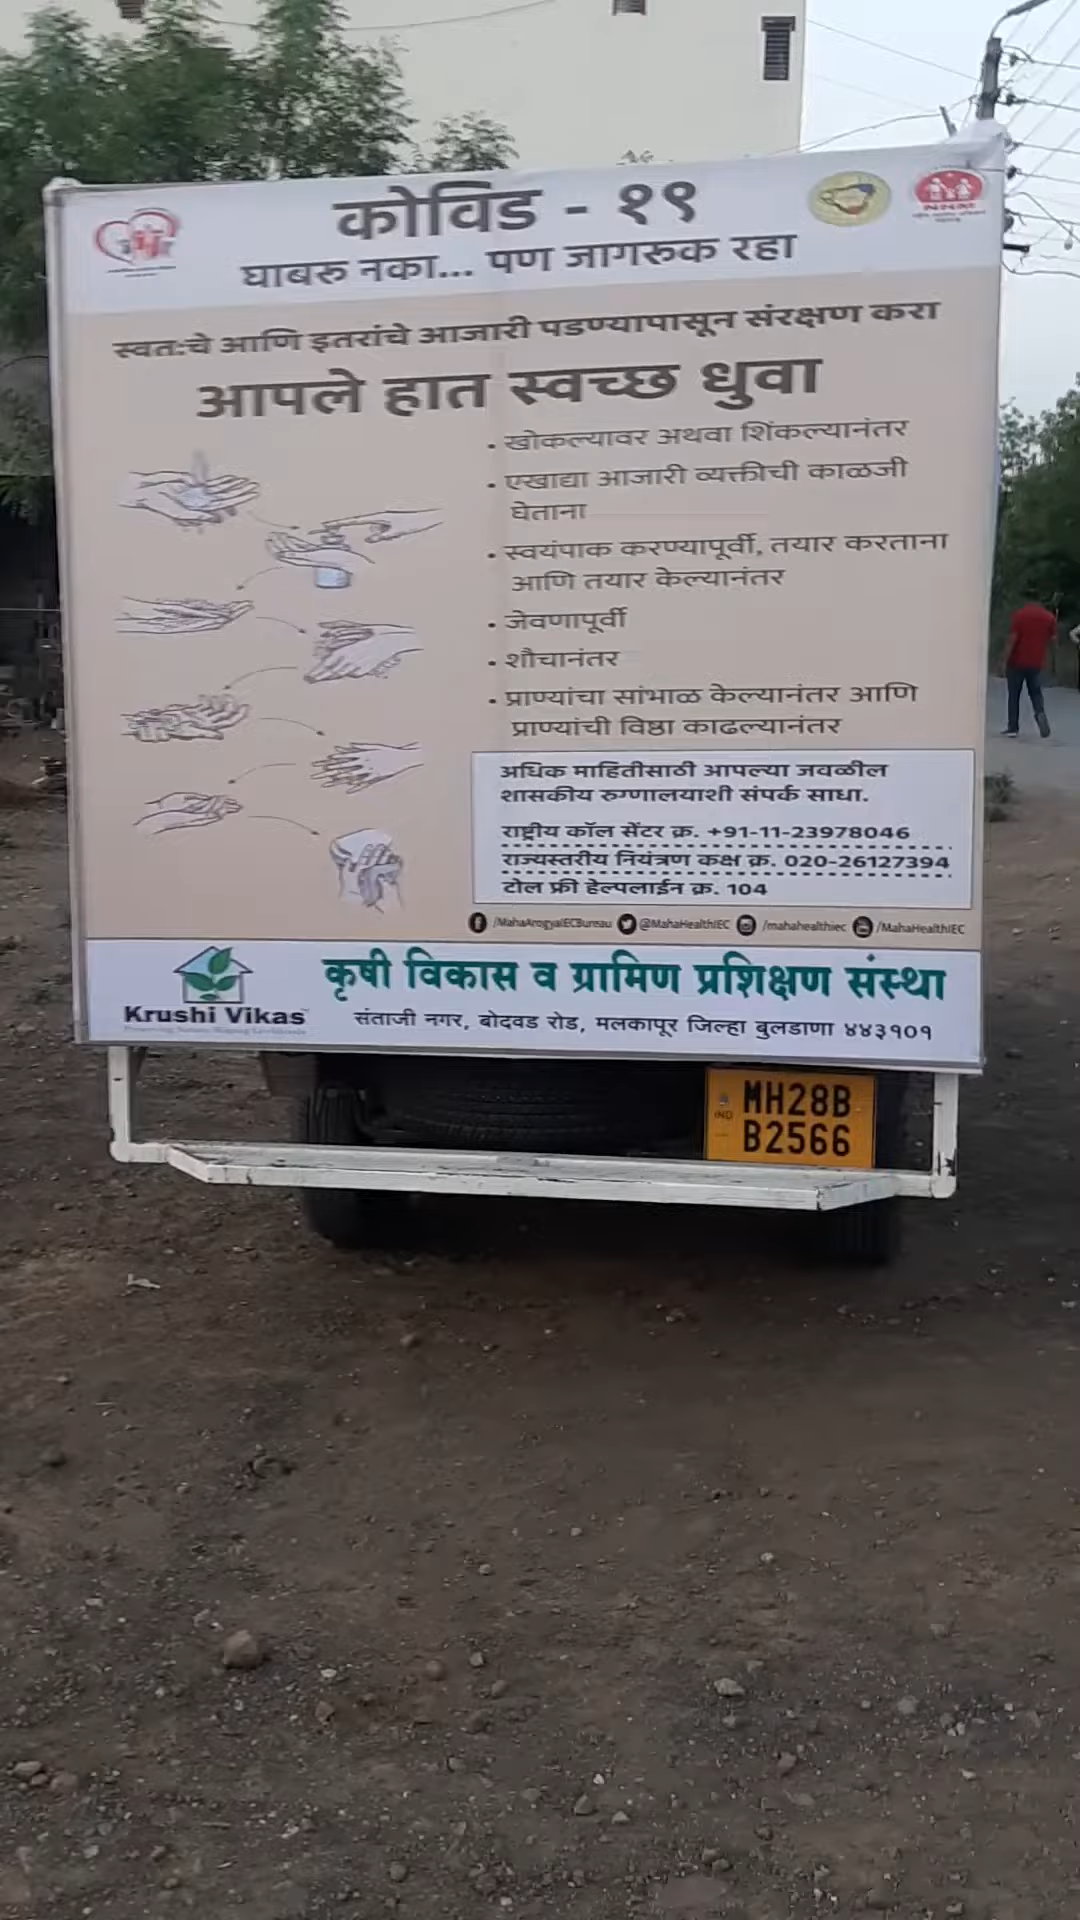 कोविड - १९
घाबरू नका... पण जागरूक रहा
NHM
स्वतःचे आणि इतरांचे आजारी पडण्यापासून संरक्षण करा
आपले हात स्वच्छ धुवा
• खोकल्यावर अथवा शिंकल्यानंतर
• एखाद्या आजारी व्यक्तीची काळजी
घेताना
• स्वयंपाक करण्यापूर्वी, तयार करताना
आणि तयार केल्यानंतर
• जेवणापूर्वी
• शौचानंतर
• प्राण्यांचा सांभाळ केल्यानंतर आणि
प्राण्यांची विष्ठा काढल्यानंतर
अधिक माहितीसाठी आपल्या जवळील
शासकीय रुग्णालयाशी संपर्क साधा.
राष्ट्रीय कॉल सेंटर क्र. +91-11-23978046
राज्यस्तरीय नियंत्रण कक्ष क्र. 020-26127394
टोल फ्री हेल्पलाईन क्र. 104
/MahaArogyaIECBureau @MahaHealthIEC /mahahealthiec /MahaHealthIEC
कृषी विकास व ग्रामिण प्रशिक्षण संस्था
Krushi Vikas
संताजी नगर, बोदवड रोड, मलकापूर जिल्हा बुलडाणा ४४३१०१
IND
MH28B
B2566